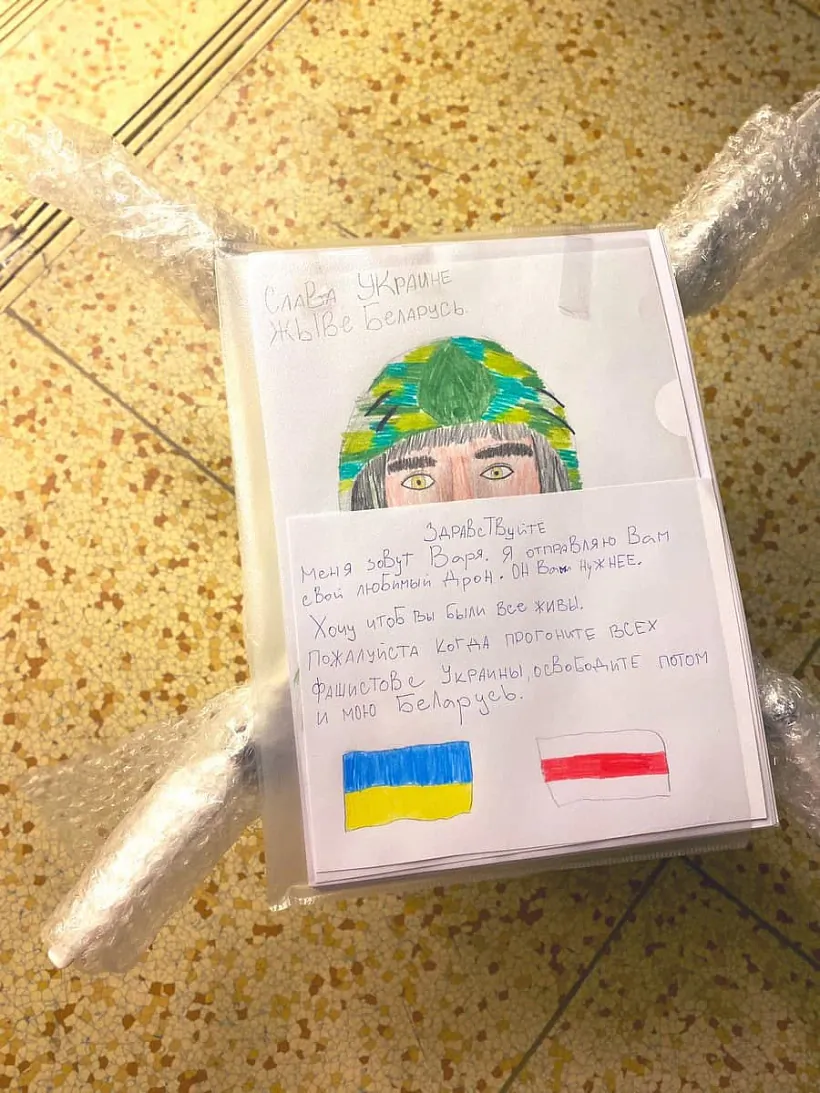 Слава Украине
Жыве Беларусь.
Здравствуйте
Меня зовут Варя. Я отправляю Вам
свой любимый дрон. Он Вам нужнее.
Хочу чтоб вы были все живы.
Пожалуйста когда прогоните всех
фашистов с Украины, освободите потом
и мою Беларусь.